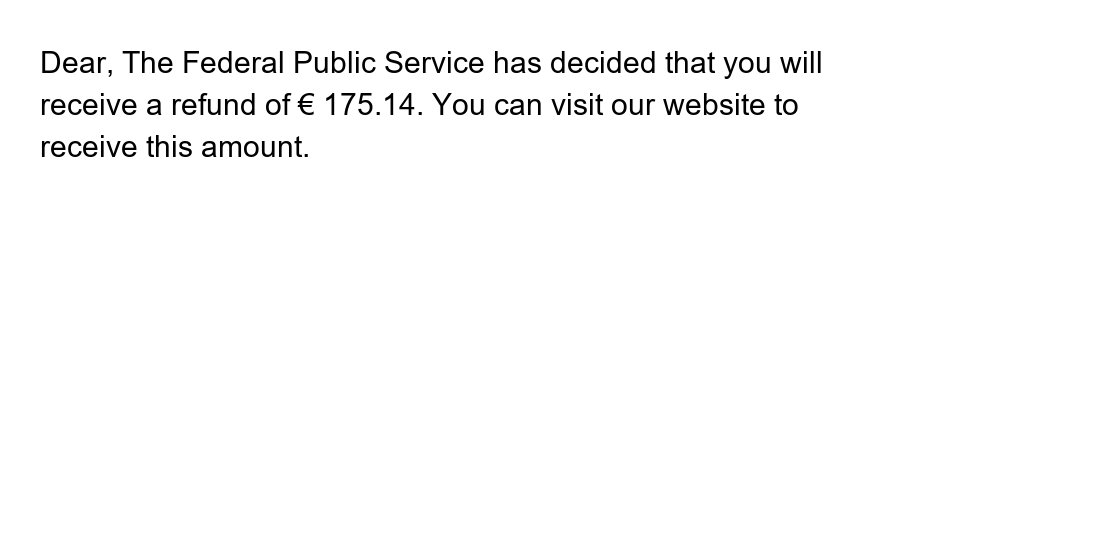 Dear, The Federal Public Service has decided that you will
receive a refund of € 175.14. You can visit our website to
receive this amount.